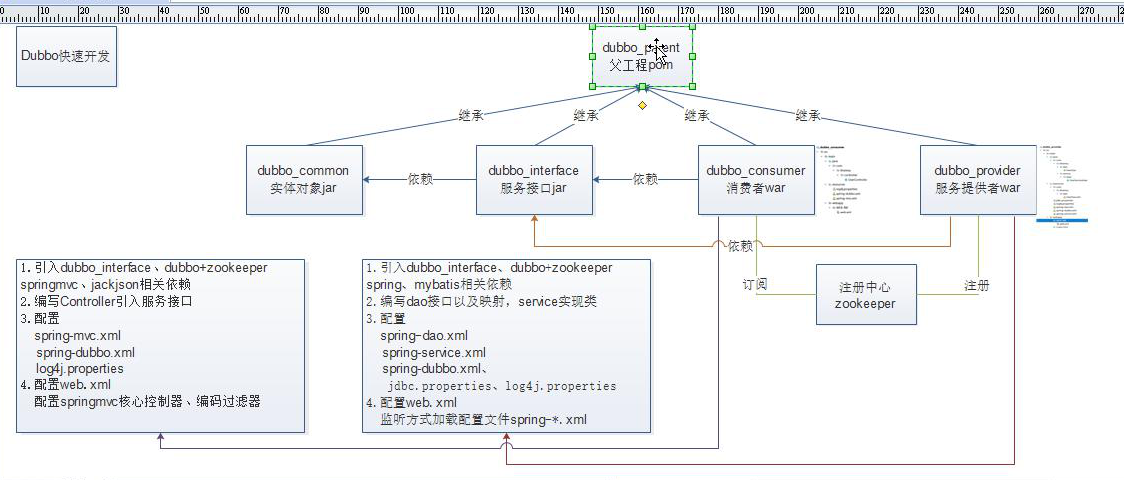 0 10 20 30 40 50 60 70 80 90 100 110 120 130 140 150 160 170 180 190 200 210 220 230 240 250 260 270 280
Dubbo快速开发
dubbo_parent
父工程pom
继承 继承 继承 继承
dubbo_common
实体对象jar
依赖
dubbo_interface
服务接口jar
依赖
dubbo_consumer
消费者war
dubbo_provider
服务提供者war
依赖
订阅
注册中心
zookeeper
注册
1. 引入dubbo_interface、dubbo+zookeeper
springmvc、jackjson相关依赖
2. 编写Controller引入服务接口
3. 配置
spring-mvc.xml
spring-dubbo.xml
log4j.properties
4. 配置web. xml
配置springmvc核心控制器、编码过滤器
1. 引入dubbo_interface、dubbo+zookeeper
spring、mybatis相关依赖
2. 编写dao接口以及映射，service实现类
3. 配置
spring-dao.xml
spring-service.xml
spring-dubbo.xml、
jdbc.properties、log4j.properties
4. 配置web. xml
监听方式加载配置文件spring-*. xml